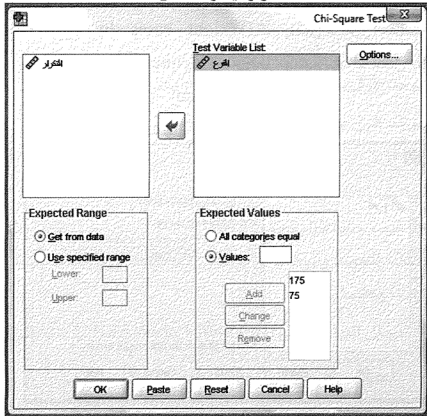 Chi-Square Test
التكرار
Test Variable List:
الفرع
Options...
Expected Range
Get from data
Use specified range
Lower:
Upper:
Expected Values
All categories equal
Values:
Add
Change
Remove
175
75
OK
Paste
Reset
Cancel
Help